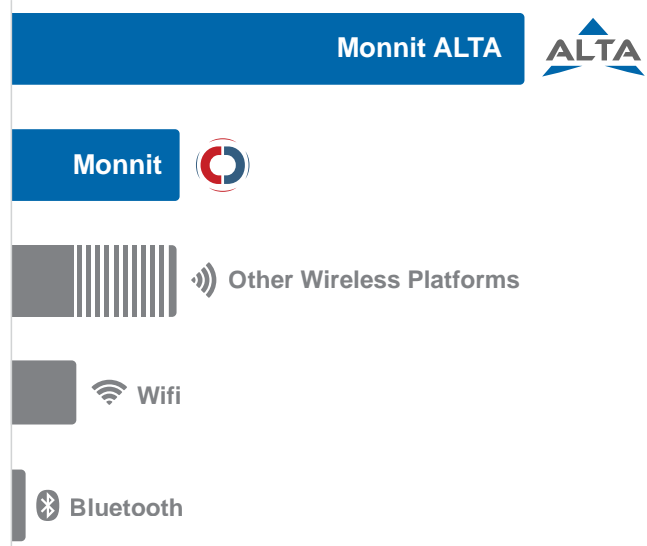 Monnit ALTA
ALTA
Monnit
Other Wireless Platforms
Wifi
Bluetooth